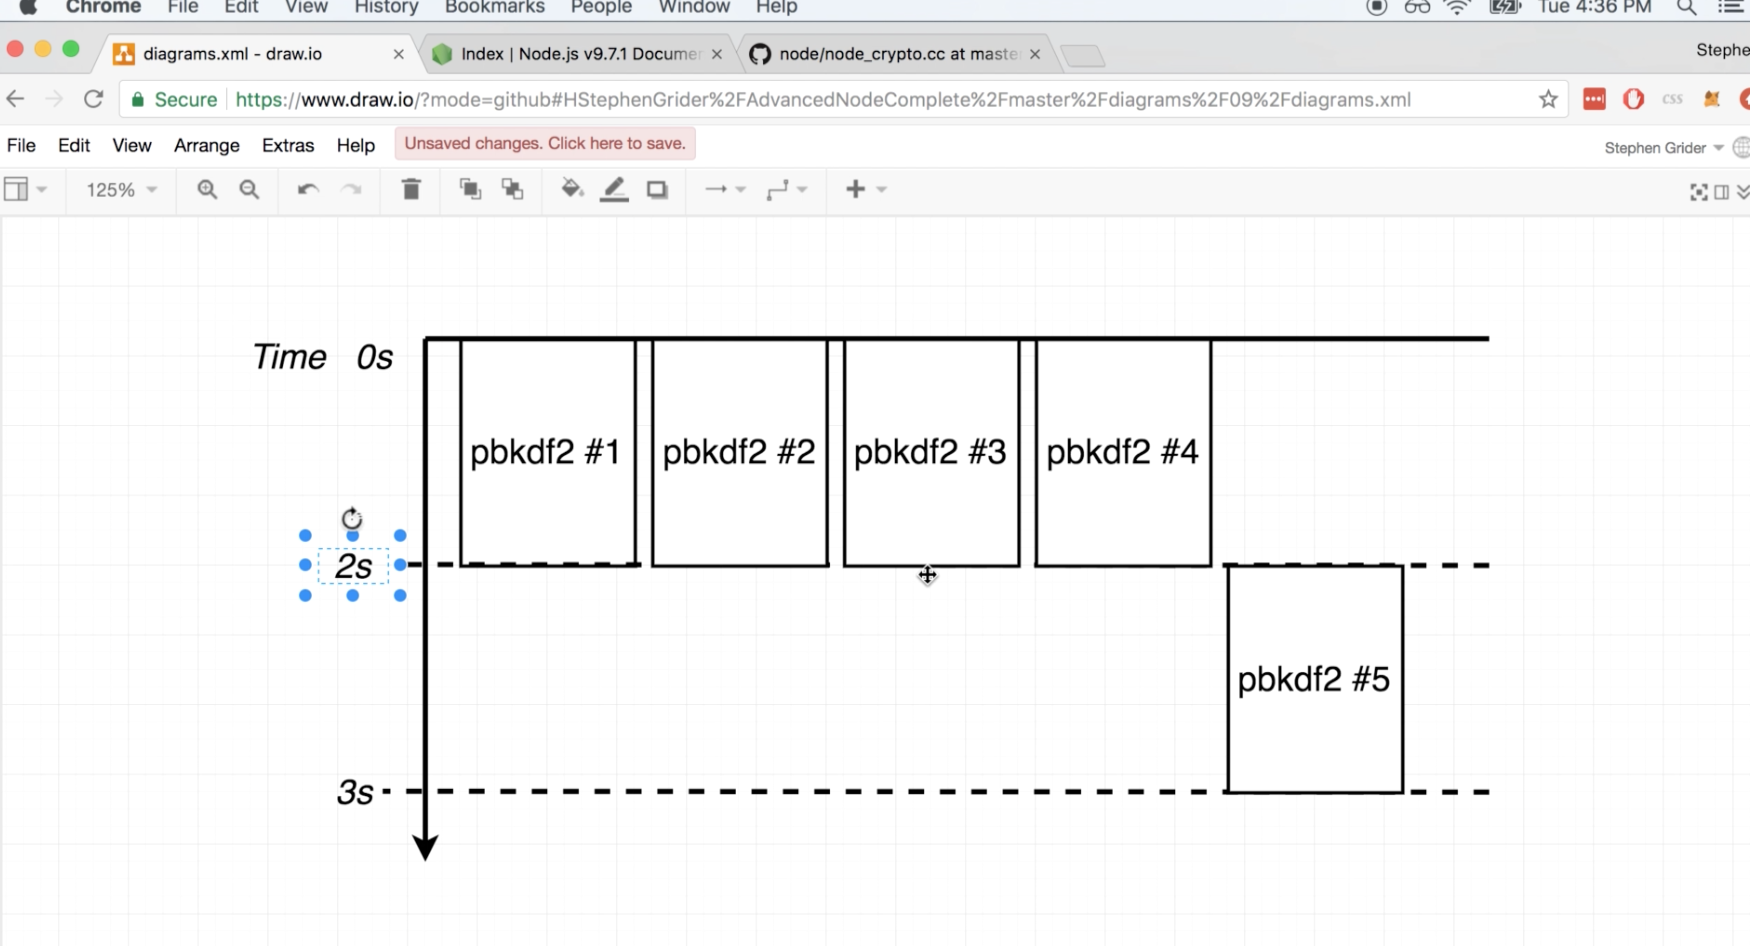 Chrome File Edit View History Bookmarks People Window Help Tue 4:36 PM
diagrams.xml - draw.io Index | Node.js v9.7.1 Documen node/node_crypto.cc at maste Stephe
Secure https://www.draw.io/?mode=github#HStephenGrider%2FAdvancedNodeComplete%2Fmaster%2Fdiagrams%2F09%2Fdiagrams.xml CSS
File Edit View Arrange Extras Help Unsaved changes. Click here to save. Stephen Grider
125%
Time 0s
pbkdf2 #1 pbkdf2 #2 pbkdf2 #3 pbkdf2 #4
2s
pbkdf2 #5
3s